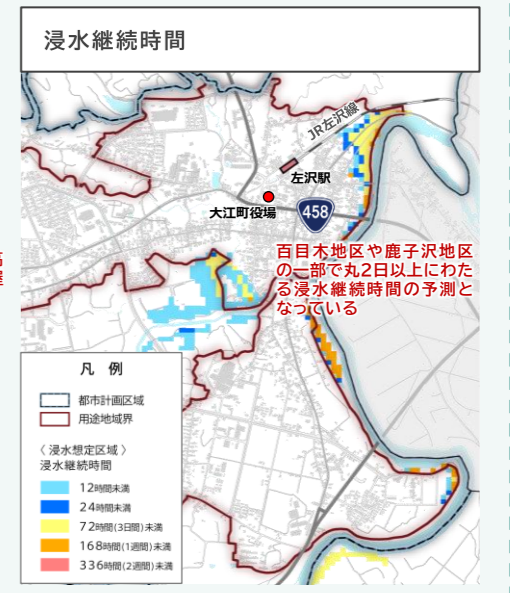 浸水継続時間
JR左沢線
左沢駅
大江町役場
458
百目木地区や鹿子沢地区
の一部で丸2日以上にわた
る浸水継続時間の予測と
なっている
凡 例
都市計画区域
用途地域界
〈 浸水想定区域 〉
浸水継続時間
12時間未満
24時間未満
72時間(3日間)未満
168時間(1週間)未満
336時間(2週間)未満